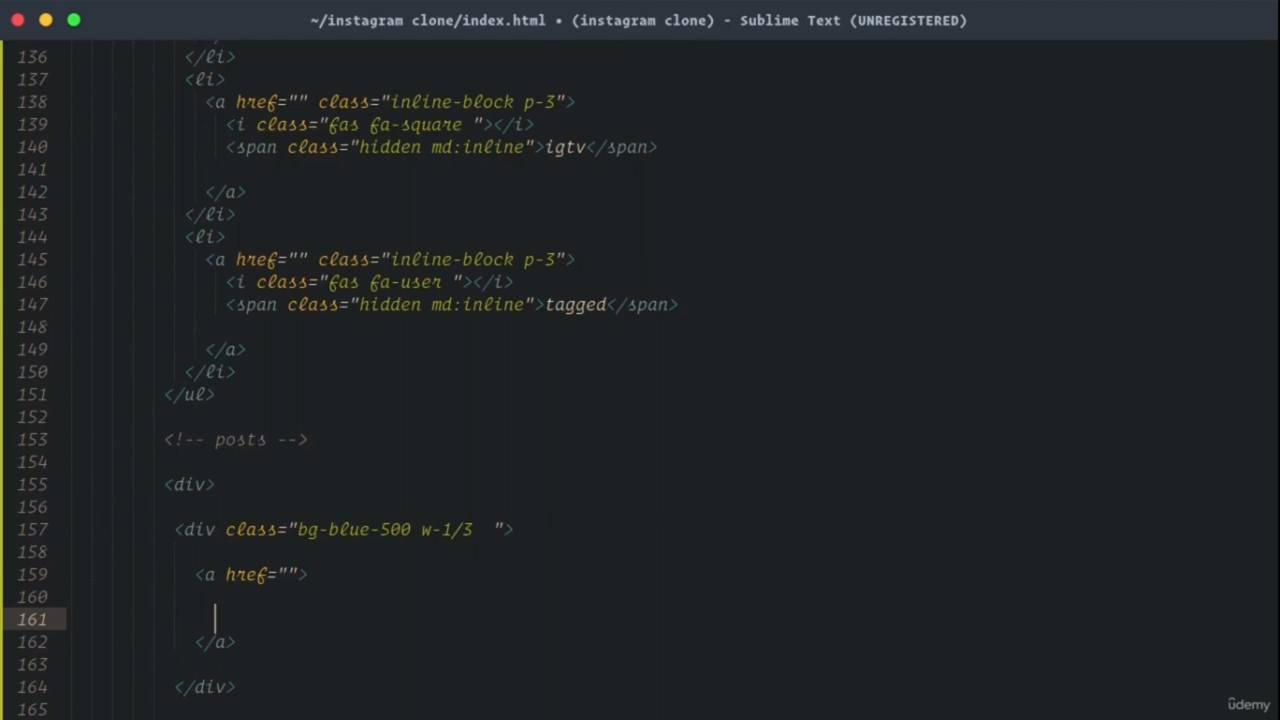 ~/instagram clone/index.html • (instagram clone) - Sublime Text (UNREGISTERED)
136 </li>
137 <li>
138 <a href="" class="inline-block p-3">
139 <i class="fas fa-square "></i>
140 <span class="hidden md:inline">igtv</span>
141
142 </a>
143 </li>
144 <li>
145 <a href="" class="inline-block p-3">
146 <i class="fas fa-user "></i>
147 <span class="hidden md:inline">tagged</span>
148
149 </a>
150 </li>
151 </ul>
152
153 <!-- posts -->
154
155 <div>
156
157 <div class="bg-blue-500 w-1/3  ">
158
159 <a href="">
160
161
162 </a>
163
164 </div>
165
ûdemy